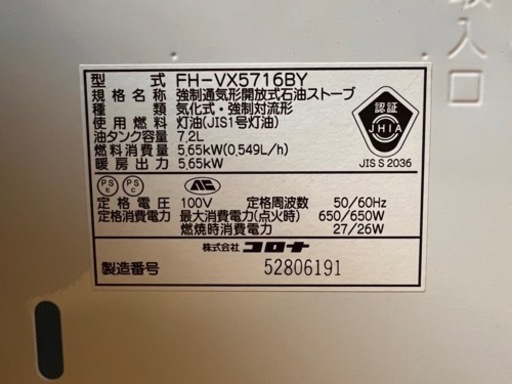 型式 FH-VX5716BY
規格名称 強制通気形開放式石油ストーブ
種類 気化式・強制対流形
使用燃料 灯油(JIS1号灯油)
油タンク容量 7.2L
燃料消費量 5.65kW(0.549L/h)
暖房出力 5.65kW
認証
JHIA
JIS S 2036
PS E
PS C
定格電圧 100V 定格周波数 50/60Hz
定格消費電力 最大消費電力(点火時) 650/650W
燃焼時消費電力 27/26W
株式会社 コロナ
製造番号 52806191
取入口